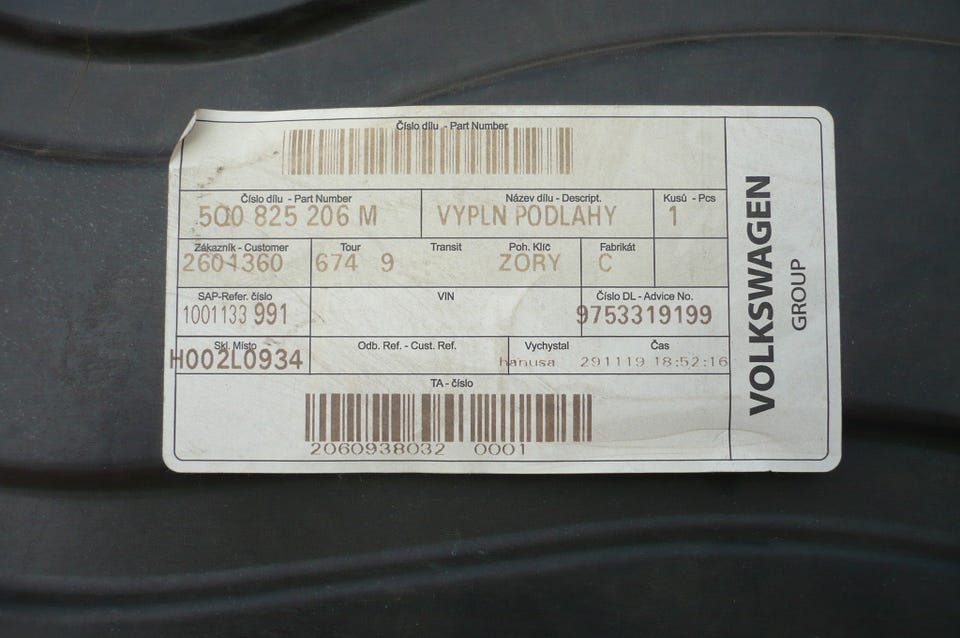 Číslo dílu - Part Number
Číslo dílu - Part Number
5Q0 825 206 M
Název dílu - Descript.
VYPLN PODLAHY
Kusů - Pcs
1
Zákazník - Customer
2601360
Tour
674 9
Transit
Poh. Klíč
ZORY
Fabrikát
C
SAP-Refer. číslo
1001133 991
VIN
Číslo DL - Advice No.
9753319199
Skl. Místo
H002L0934
Odb. Ref. - Cust. Ref.
Vychystal
hanusa
Čas
291119 18:52:16
TA - číslo
2060938032 0001
VOLKSWAGEN
GROUP